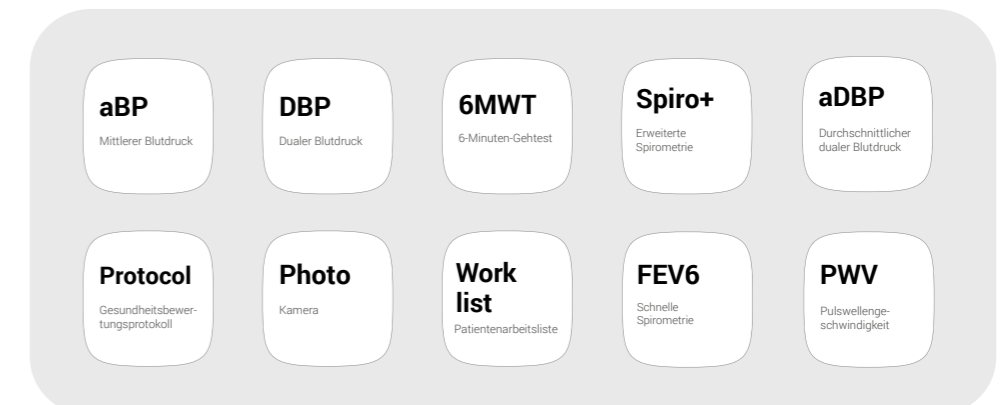 aBP
Mittlerer Blutdruck
DBP
Dualer Blutdruck
6MWT
6-Minuten-Gehtest
Spiro+
Erweiterte
Spirometrie
aDBP
Durchschnittlicher
dualer Blutdruck
Protocol
Gesundheitsbewer-
tungsprotokoll
Photo
Kamera
Work
list
Patientenarbeitsliste
FEV6
Schnelle
Spirometrie
PWV
Pulswellenge-
schwindigkeit